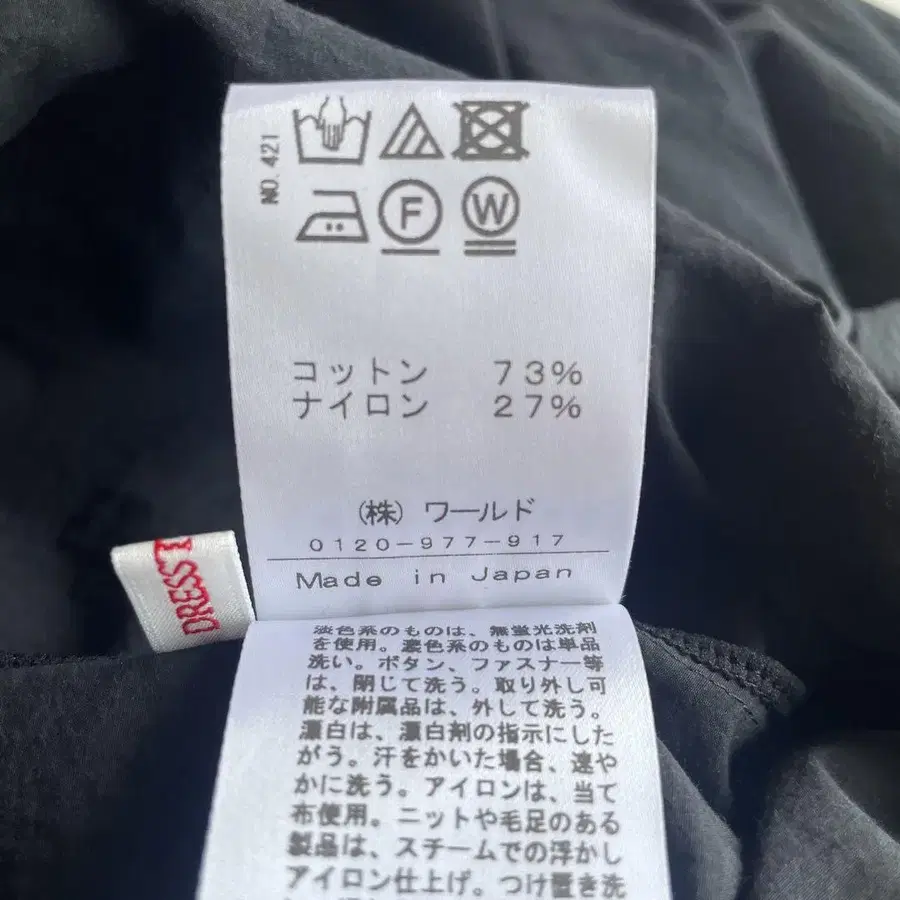 NO. 421
F
W
コットン 73%
ナイロン 27%
(株) ワールド
0120-977-917
Made in Japan
DRESST
淡色系のものは、無蛍光洗剤
を使用。濃色系のものは単品
洗い。ボタン、ファスナー等
は、閉じて洗う。取り外し可
能な附属品は、外して洗う。
漂白は、漂白剤の指示にした
がう。汗をかいた場合、速や
かに洗う。アイロンは、当て
布使用。ニットや毛足のある
製品は、スチームでの浮かし
アイロン仕上げ。つけ置き洗